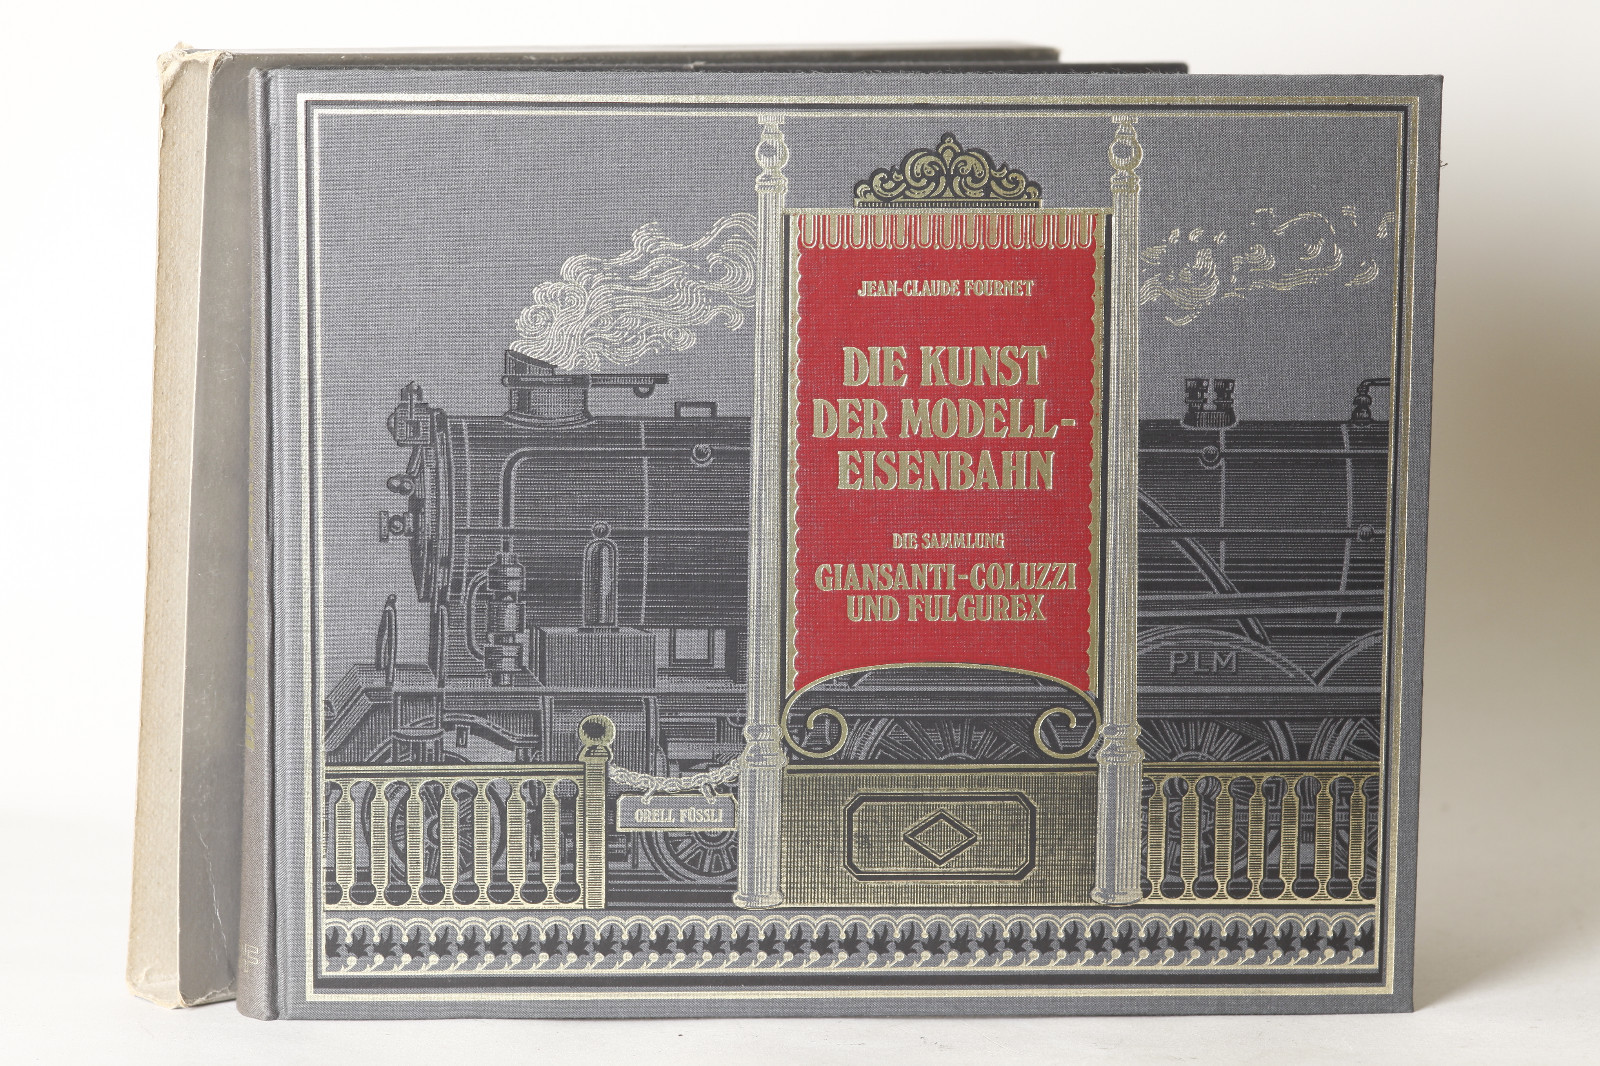 JEAN-CLAUDE FOURNET
DIE KUNST
DER MODELL-
EISENBAHN
DIE SAMMLUNG
GIANSANTI-COLUZZI
UND FULGUREX
PLM
ORELL FÜSSLI